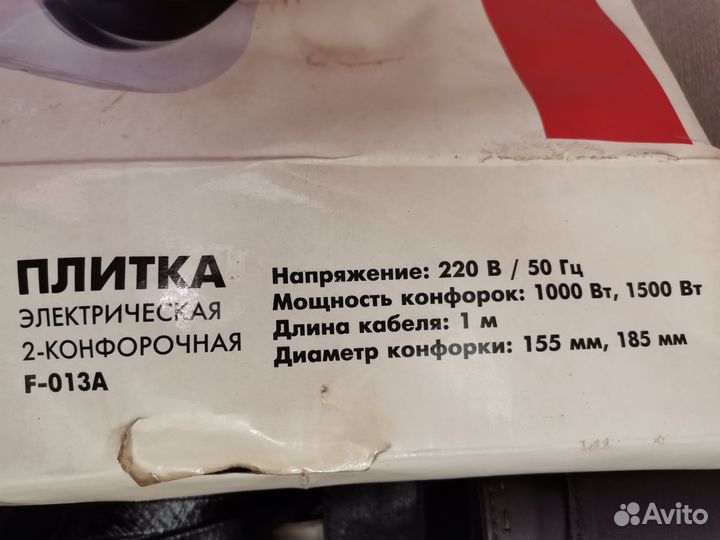 ПЛИТКА
ЭЛЕКТРИЧЕСКАЯ
2-КОНФОРОЧНАЯ
F-013A
Напряжение: 220 В / 50 Гц
Мощность конфорок: 1000 Вт, 1500 Вт
Длина кабеля: 1 м
Диаметр конфорки: 155 мм, 185 мм
Avito